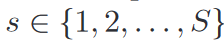 s ∈ {1, 2, . . . , S}